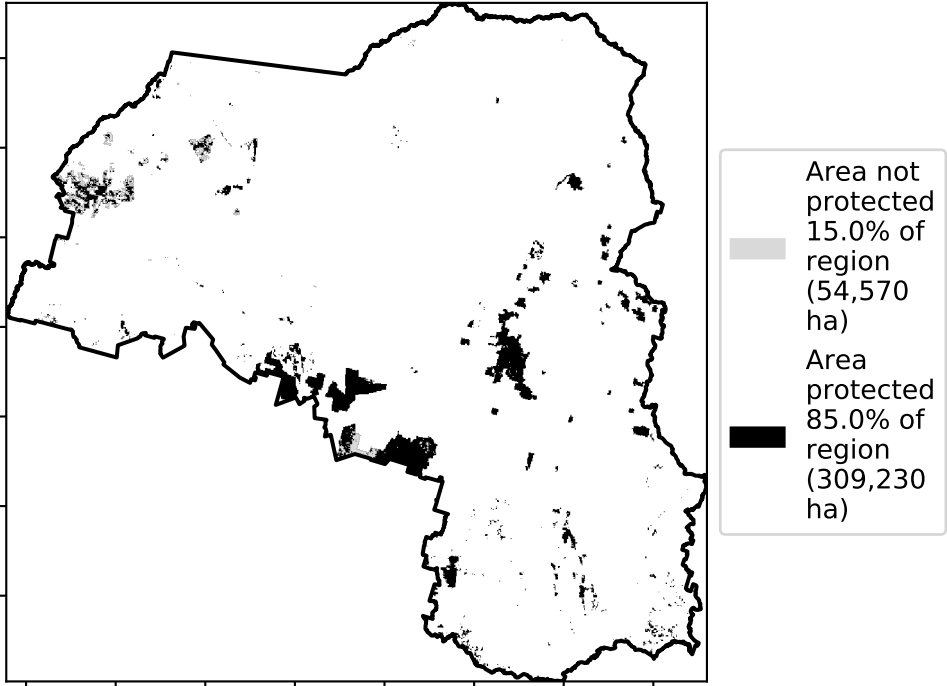 Area not
protected
15.0% of
region
(54,570
ha)
Area
protected
85.0% of
region
(309,230
ha)